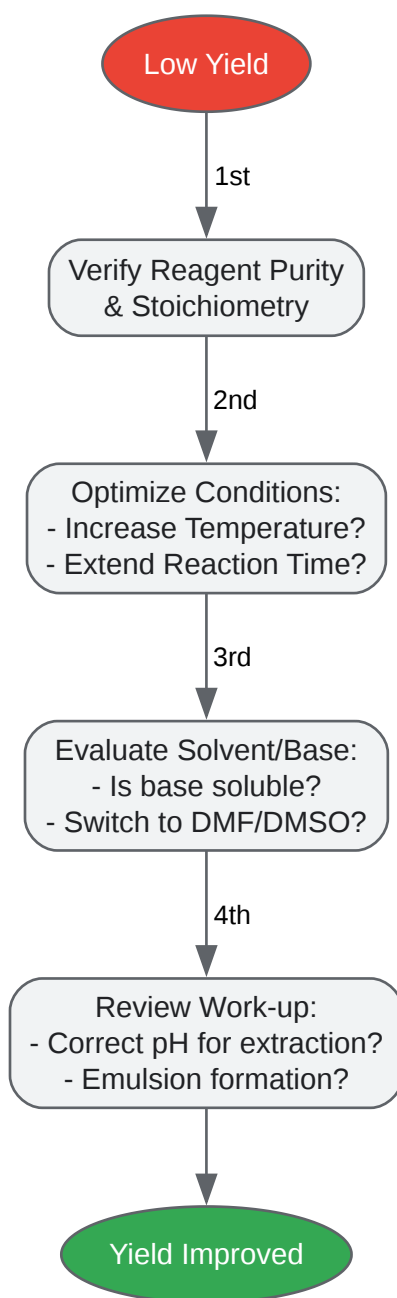 Low Yield
1st
Verify Reagent Purity
& Stoichiometry
2nd
Optimize Conditions:
- Increase Temperature?
- Extend Reaction Time?
3rd
Evaluate Solvent/Base:
- Is base soluble?
- Switch to DMF/DMSO?
4th
Review Work-up:
- Correct pH for extraction?
- Emulsion formation?
Yield Improved